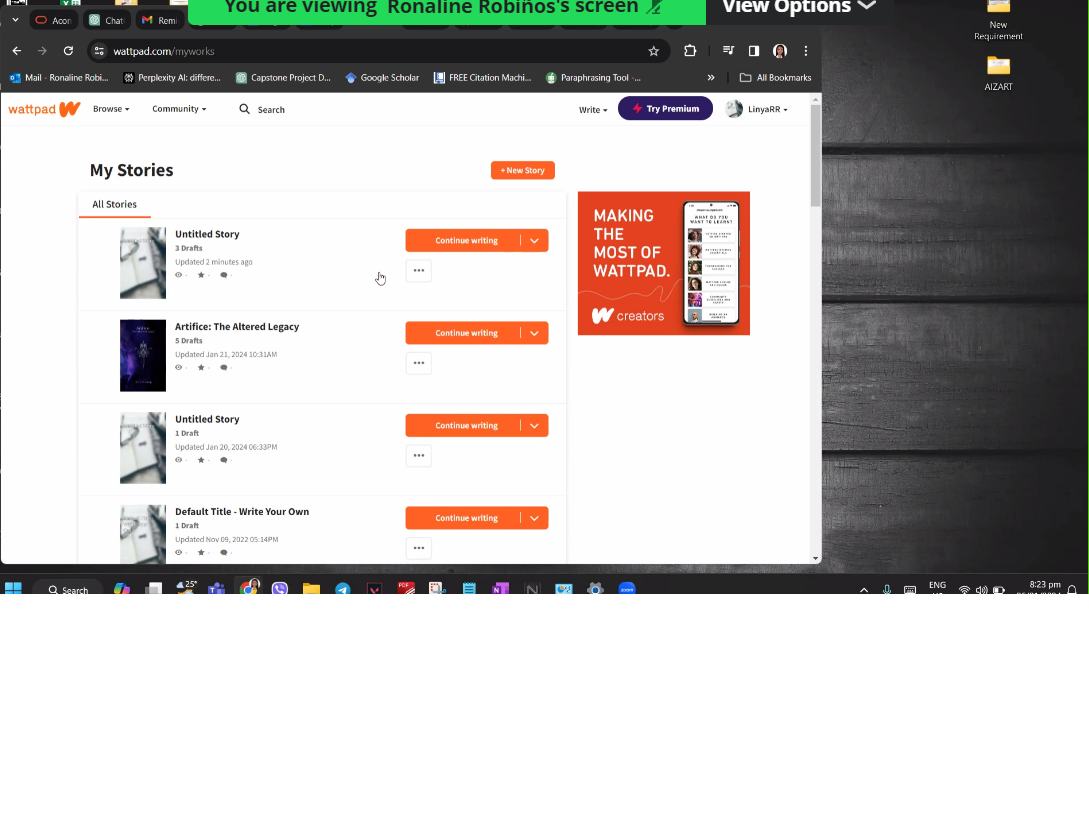 You are viewing Ronaline Robiños's screen
View Options
Acon
Chat
Remi
wattpad.com/myworks
Mail - Ronaline Robi...
Perplexity AI: differe...
Capstone Project D...
Google Scholar
FREE Citation Machi...
Paraphrasing Tool -...
»
All Bookmarks
wattpad
Browse
Community
Search
Write
Try Premium
LinyaRR
My Stories
+ New Story
All Stories
Untitled Story
3 Drafts
Updated 2 minutes ago
Continue writing
Artifice: The Altered Legacy
5 Drafts
Updated Jan 21, 2024 10:31AM
Continue writing
Untitled Story
1 Draft
Updated Jan 20, 2024 06:33PM
Continue writing
Default Title - Write Your Own
1 Draft
Updated Nov 09, 2022 05:14PM
Continue writing
MAKING
THE
MOST OF
WATTPAD.
creators
WHAT DO YOU
WANT TO LEARN?
New
Requirement
AIZART
Search
25°
PDF
zoom
ENG
8:23 pm